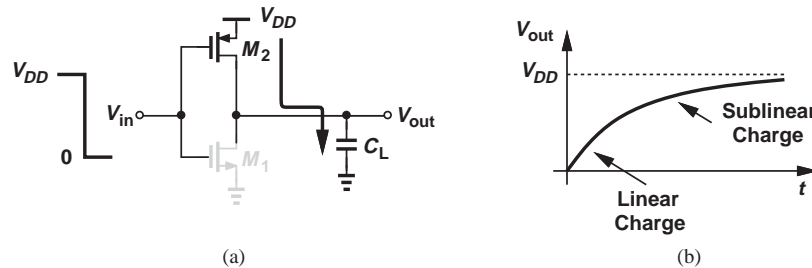 V_DD
V_DD
M_2
V_in
V_out
0
M_1
C_L
(a)
V_out
V_DD
Sublinear
Charge
Linear
Charge
t
(b)